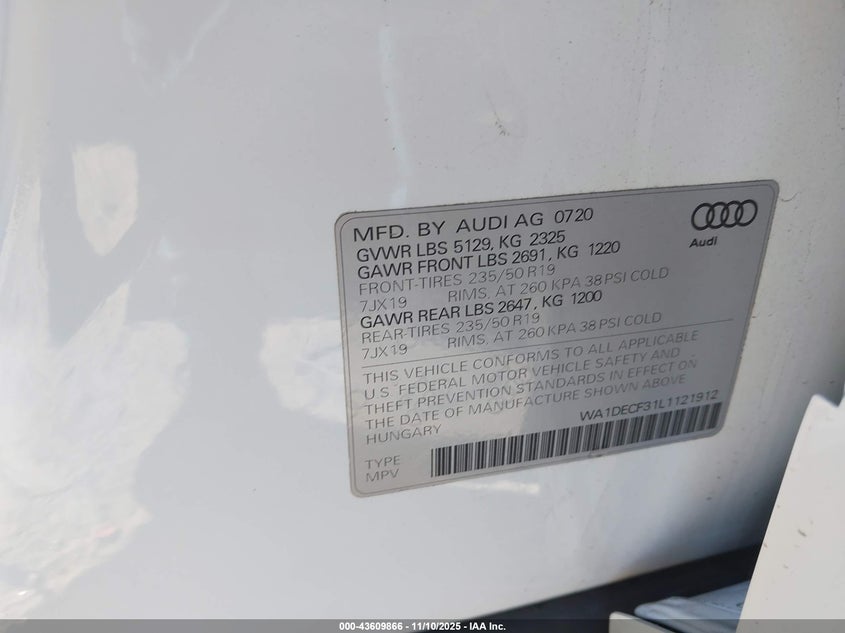 MFD. BY AUDI AG 0720
GVWR LBS 5129, KG 2325
GAWR FRONT LBS 2691, KG 1220
FRONT-TIRES 235/50 R19
7JX19 RIMS, AT 260 KPA 38 PSI COLD
GAWR REAR LBS 2647, KG 1200
REAR-TIRES 235/50 R19
7JX19 RIMS, AT 260 KPA 38 PSI COLD
THIS VEHICLE CONFORMS TO ALL APPLICABLE
U.S. FEDERAL MOTOR VEHICLE SAFETY AND
THEFT PREVENTION STANDARDS IN EFFECT ON
THE DATE OF MANUFACTURE SHOWN ABOVE
HUNGARY WA1DECF31L1121912
TYPE
MPV
Audi
000-43609866 - 11/10/2025 - IAA Inc.